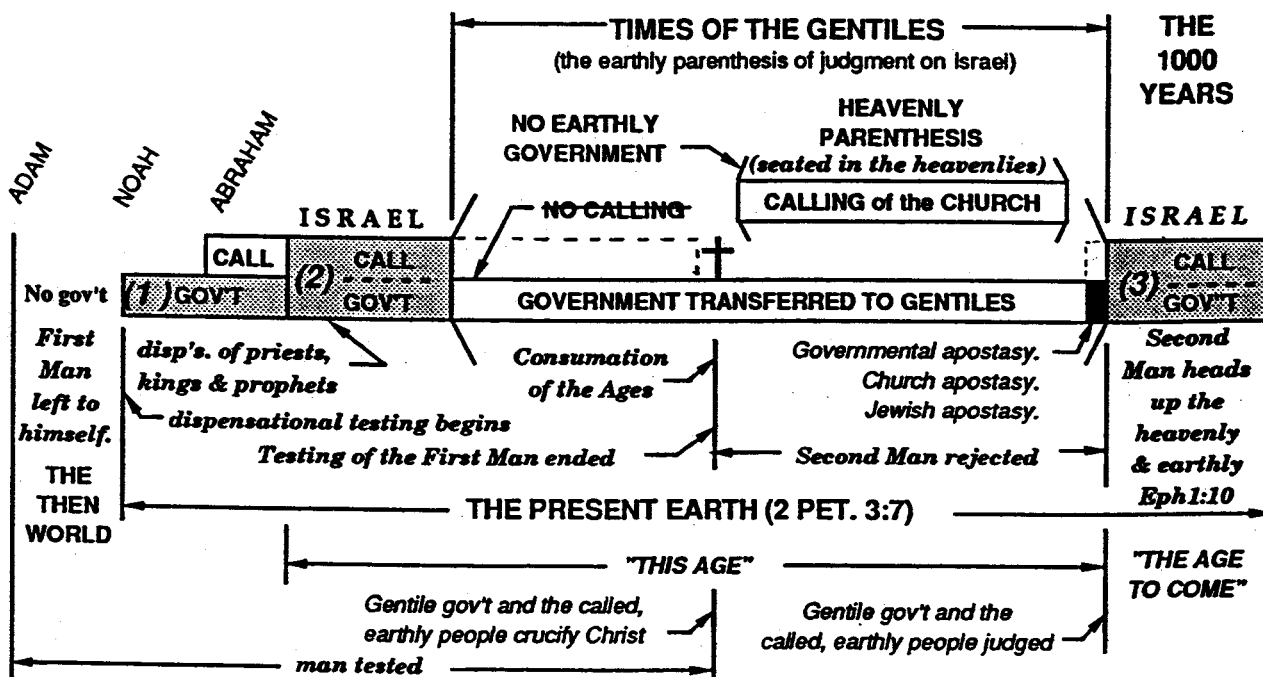 TIMES OF THE GENTILES
(the earthly parenthesis of judgment on Israel)
THE
1000
YEARS
ADAM
NOAH
ABRAHAM
NO EARTHLY
GOVERNMENT
HEAVENLY
PARENTHESIS
(seated in the heavenlies)
CALLING of the CHURCH
ISRAEL
NO CALLING
ISRAEL
CALL
(2) CALL
GOV'T
(3) CALL
GOV"T
No gov't
(1) GOV'T
GOVERNMENT TRANSFERRED TO GENTILES
First
Man
left to
himself.
disp's. of priests,
kings & prophets
dispensational testing begins
Consumation
of the Ages
Testing of the First Man ended
Governmental apostasy.
Church apostasy.
Jewish apostasy.
Second Man rejected
Second
Man heads
up the
heavenly
& earthly
Eph1:10
THE
THEN
WORLD
THE PRESENT EARTH (2 PET. 3:7)
"THIS AGE"
"THE AGE
TO COME"
Gentile gov't and the called,
earthly people crucify Christ
Gentile gov't and the
called, earthly people judged
man tested